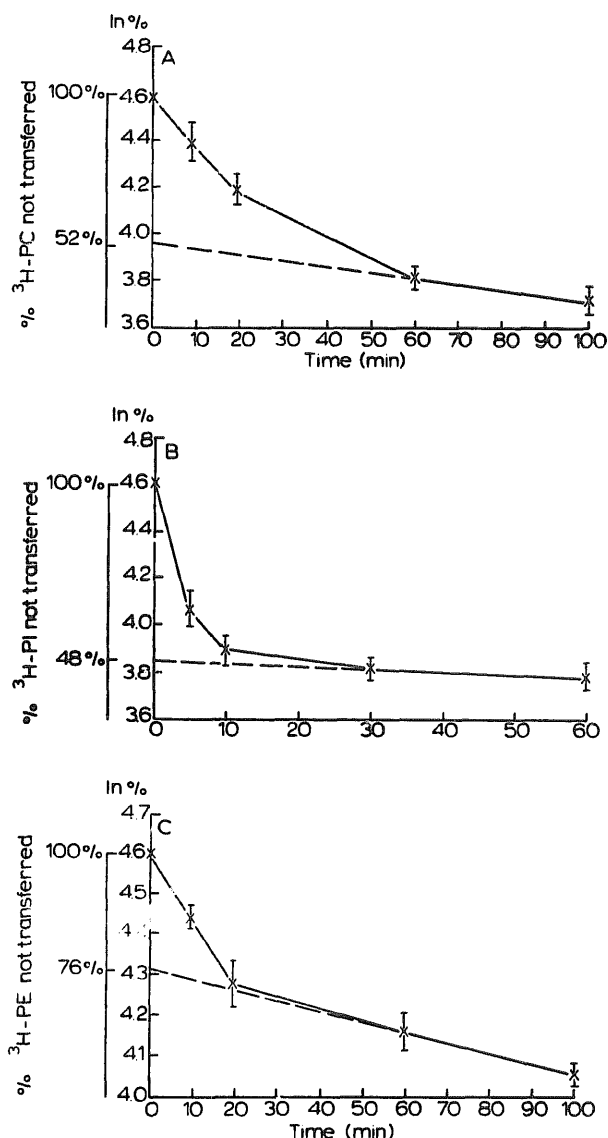 ln %
4.8
A
100%
4.6
4.4
4.2
52%
4.0
3.8
3.6
% ³H-PC not transferred
0 10 20 30 40 50 60 70 80 90 100
Time (min)
ln %
4.8
B
100%
4.6
4.4
4.2
4.0
48%
3.8
3.6
% ³H-PI not transferred
0 10 20 30 40 50 60
ln %
4.7
C
100%
4.6
4.5
4.4
76%
4.3
4.2
4.1
4.0
% ³H-PE not transferred
0 10 20 30 40 50 60 70 80 90 100
Time (min)